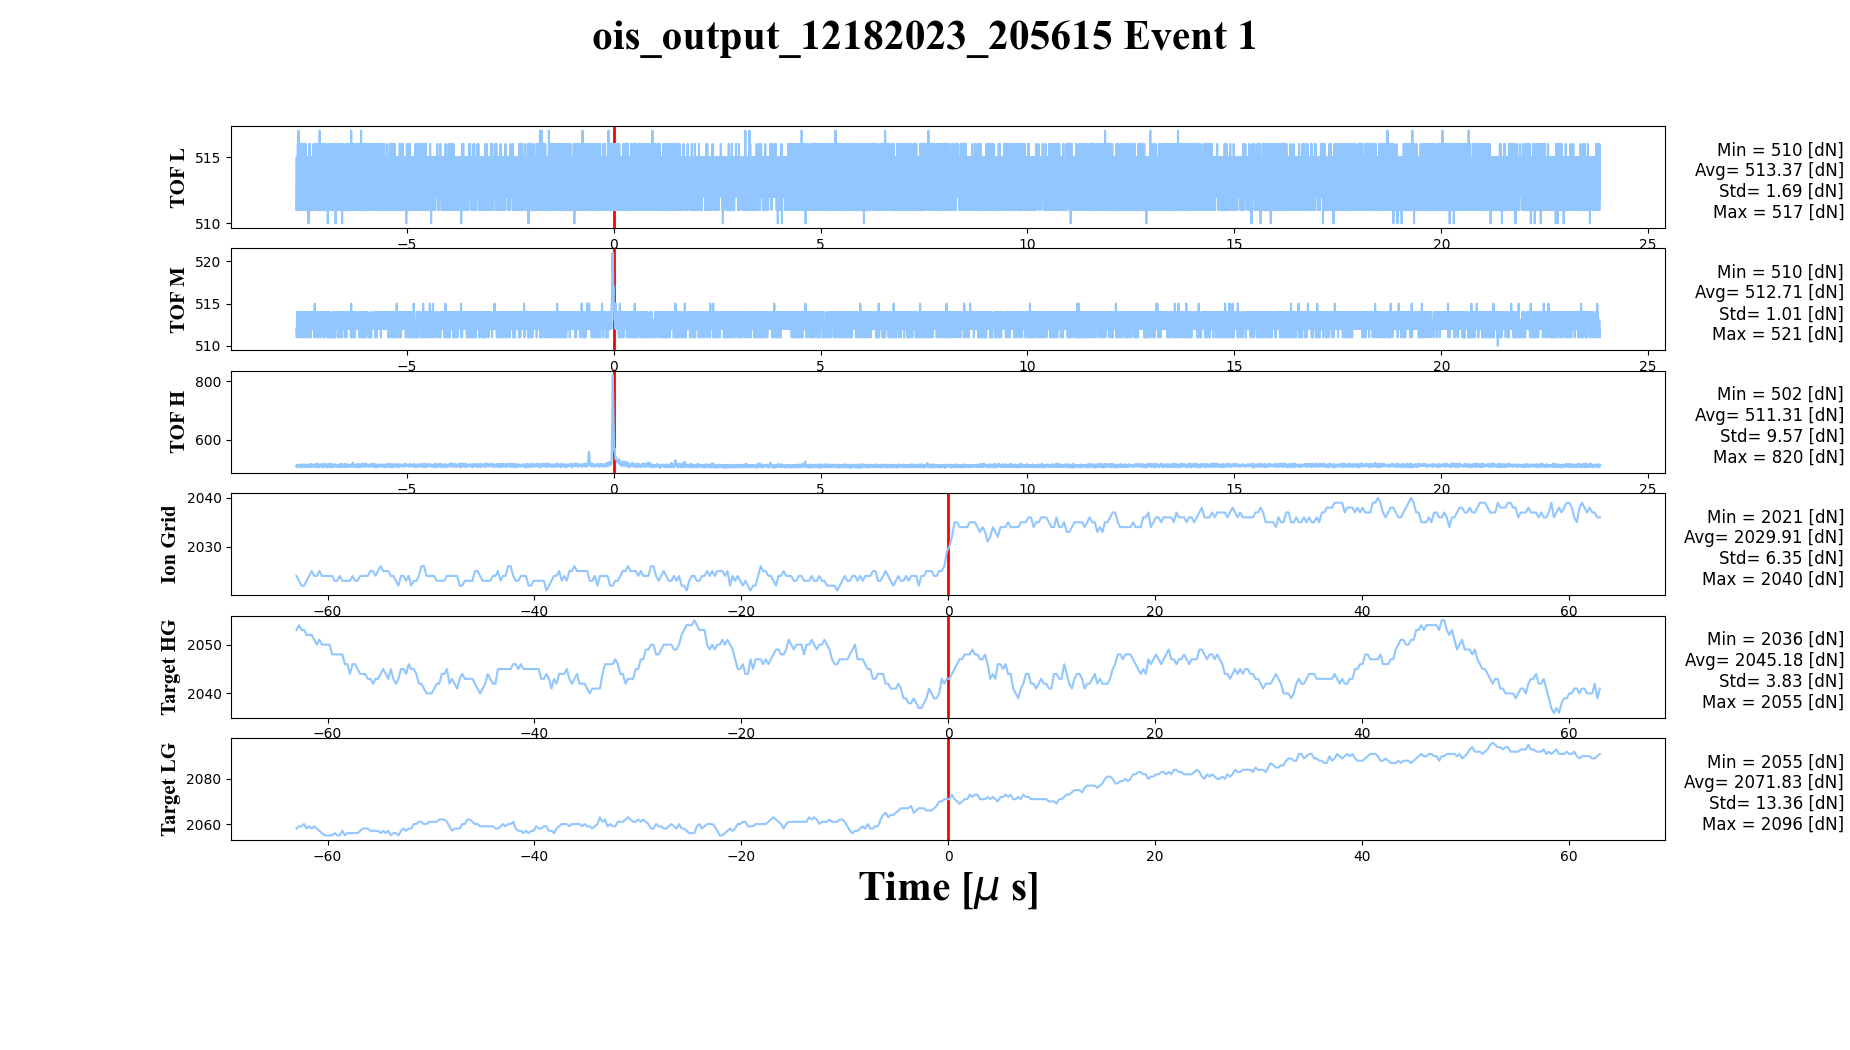 ois_output_12182023_205615 Event 1
TOF L
515
510
−5 0 5 10 15 20 25
Min = 510 [dN]
Avg= 513.37 [dN]
Std= 1.69 [dN]
Max = 517 [dN]
TOF M
520
515
510
−5 0 5 10 15 20 25
Min = 510 [dN]
Avg= 512.71 [dN]
Std= 1.01 [dN]
Max = 521 [dN]
TOF H
800
600
−5 0 5 10 15 20 25
Min = 502 [dN]
Avg= 511.31 [dN]
Std= 9.57 [dN]
Max = 820 [dN]
Ion Grid
2040
2030
−60 −40 −20 0 20 40 60
Min = 2021 [dN]
Avg= 2029.91 [dN]
Std= 6.35 [dN]
Max = 2040 [dN]
Target HG
2050
2040
−60 −40 −20 0 20 40 60
Min = 2036 [dN]
Avg= 2045.18 [dN]
Std= 3.83 [dN]
Max = 2055 [dN]
Target LG
2080
2060
−60 −40 −20 0 20 40 60
Min = 2055 [dN]
Avg= 2071.83 [dN]
Std= 13.36 [dN]
Max = 2096 [dN]
Time [μ s]